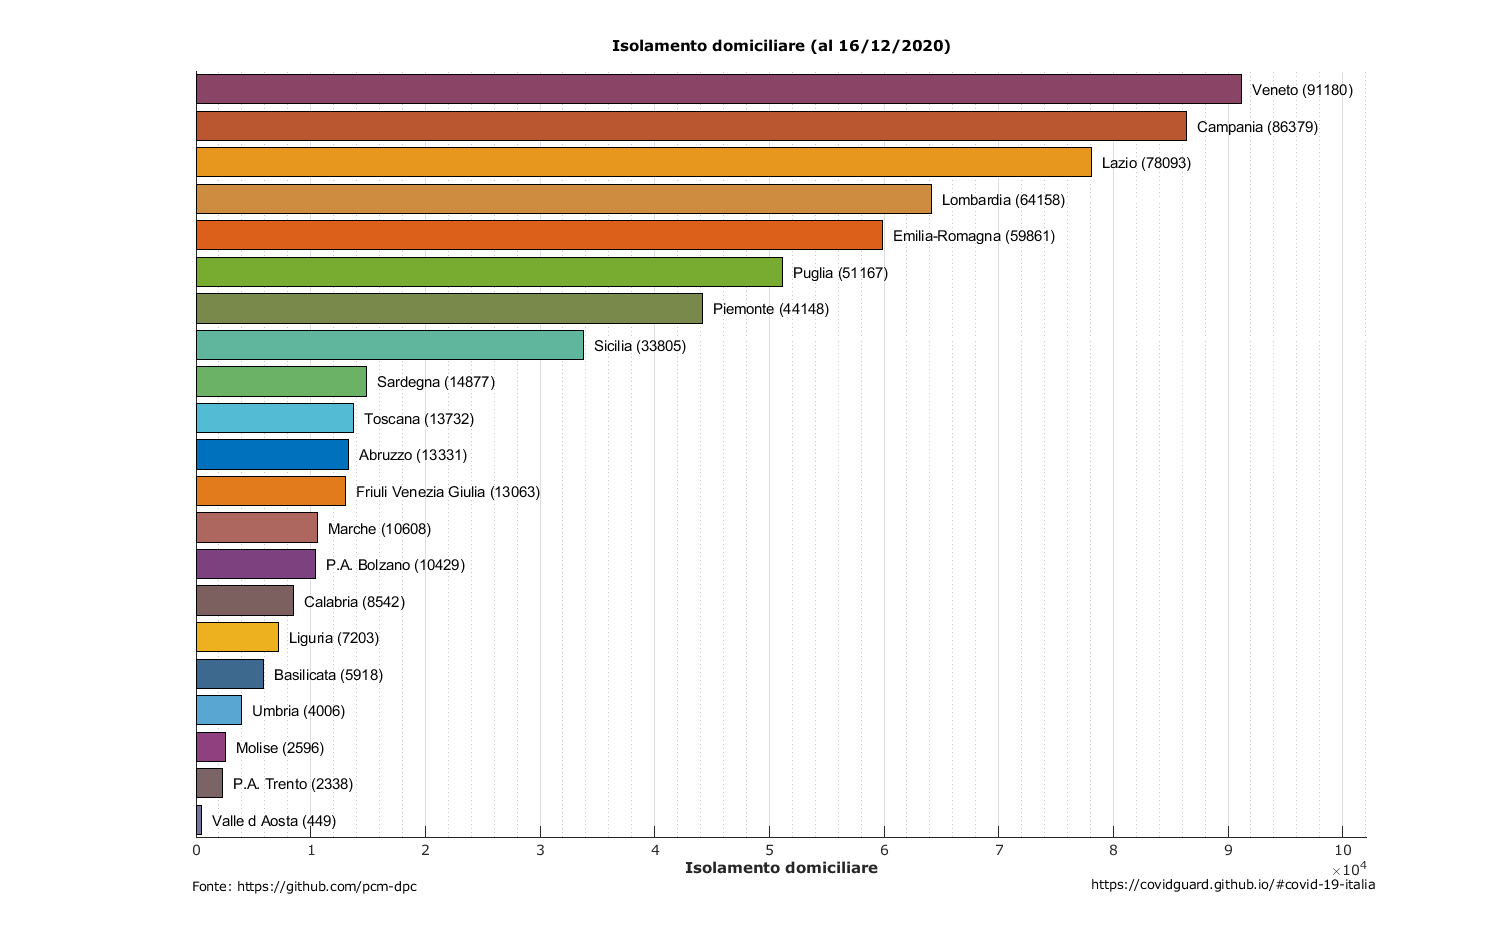 Isolamento domiciliare (al 16/12/2020)
Veneto (91180)
Campania (86379)
Lazio (78093)
Lombardia (64158)
Emilia-Romagna (59861)
Puglia (51167)
Piemonte (44148)
Sicilia (33805)
Sardegna (14877)
Toscana (13732)
Abruzzo (13331)
Friuli Venezia Giulia (13063)
Marche (10608)
P.A. Bolzano (10429)
Calabria (8542)
Liguria (7203)
Basilicata (5918)
Umbria (4006)
Molise (2596)
P.A. Trento (2338)
Valle d Aosta (449)
0 1 2 3 4 5 6 7 8 9 10
×10⁴
Isolamento domiciliare
Fonte: https://github.com/pcm-dpc
https://covidguard.github.io/#covid-19-italia